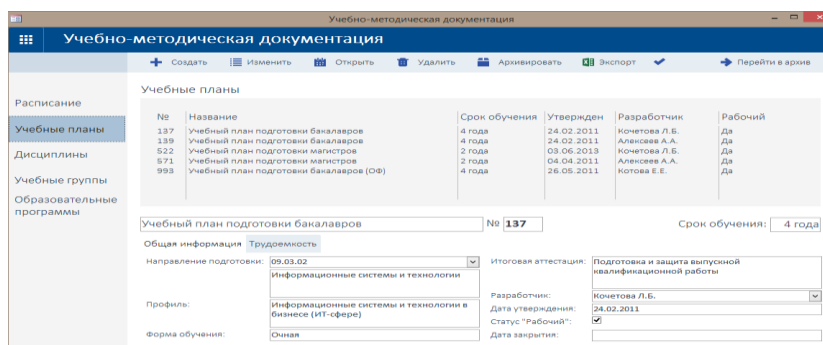 Учебно-методическая документация
Учебно-методическая документация
Создать Изменить Открыть Удалить Архивировать Экспорт Перейти в архив
Расписание
Учебные планы
Дисциплины
Учебные группы
Образовательные
программы
Учебные планы
№ Название Срок обучения Утвержден Разработчик Рабочий
137 Учебный план подготовки бакалавров 4 года 24.02.2011 Кочетова Л.Б. Да
139 Учебный план подготовки бакалавров 4 года 24.02.2011 Алексеев А.А. Да
522 Учебный план подготовки магистров 2 года 03.06.2013 Кочетова Л.Б. Да
571 Учебный план подготовки магистров 2 года 04.04.2011 Алексеев А.А. Да
993 Учебный план подготовки бакалавров (ОФ) 4 года 26.05.2011 Котова Е.Е. Да
Учебный план подготовки бакалавров № 137 Срок обучения: 4 года
Общая информация Трудоемкость
Направление подготовки: 09.03.02
Информационные системы и технологии
Профиль: Информационные системы и технологии в
бизнесе (ИТ-сфере)
Форма обучения: Очная
Итоговая аттестация: Подготовка и защита выпускной
квалификационной работы
Разработчик: Кочетова Л.Б.
Дата утверждения: 24.02.2011
Статус "Рабочий":
Дата закрытия: